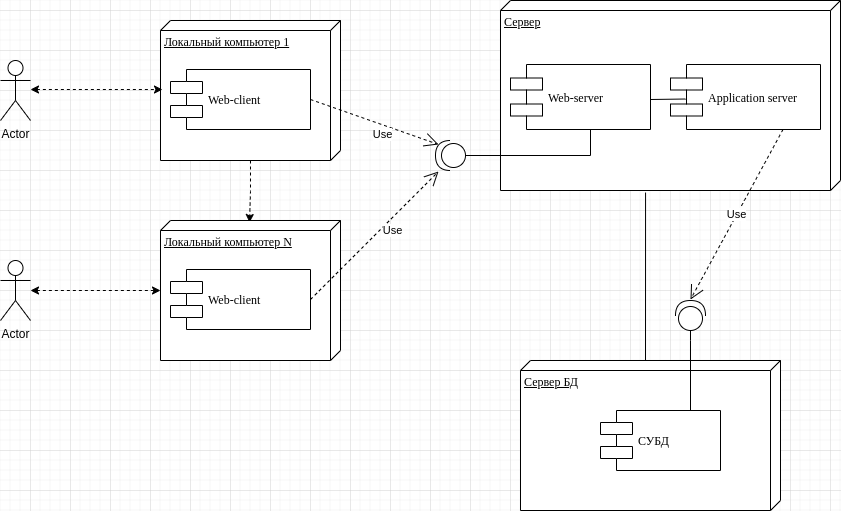 Сервер
Локальный компьютер 1
Web-client
Web-server
Application server
Actor
Use
Use
Use
Локальный компьютер N
Web-client
Actor
Сервер БД
СУБД